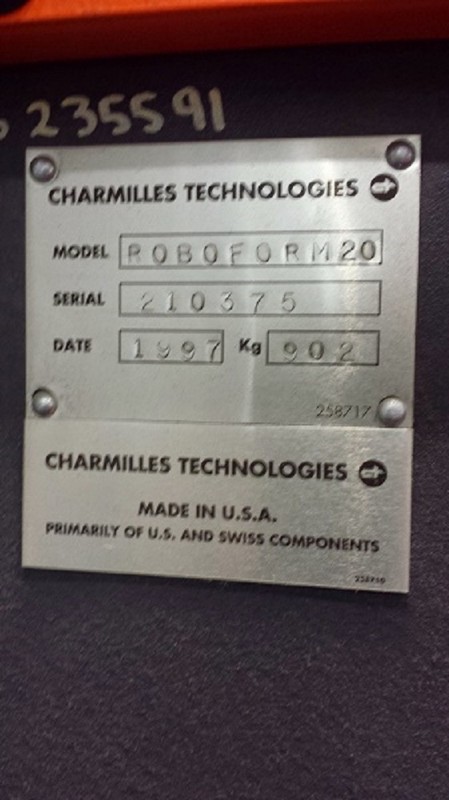 235591
CHARMILLES TECHNOLOGIES
MODEL ROBOFORM20
SERIAL 210375
DATE 1997 Kg 902
258717
CHARMILLES TECHNOLOGIES
MADE IN U.S.A.
PRIMARILY OF U.S. AND SWISS COMPONENTS